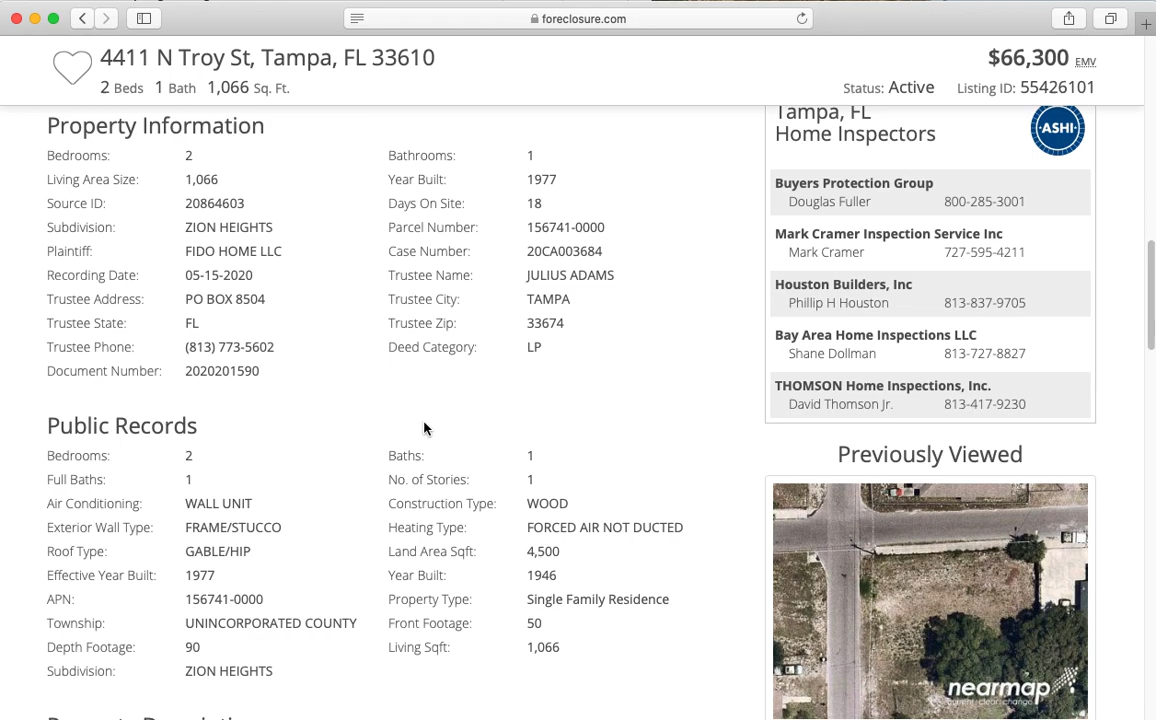 foreclosure.com
4411 N Troy St, Tampa, FL 33610
2 Beds 1 Bath 1,066 Sq. Ft.
$66,300 EMV
Status: Active Listing ID: 55426101
Property Information
Bedrooms: 2 Bathrooms: 1
Living Area Size: 1,066 Year Built: 1977
Source ID: 20864603 Days On Site: 18
Subdivision: ZION HEIGHTS Parcel Number: 156741-0000
Plaintiff: FIDO HOME LLC Case Number: 20CA003684
Recording Date: 05-15-2020 Trustee Name: JULIUS ADAMS
Trustee Address: PO BOX 8504 Trustee City: TAMPA
Trustee State: FL Trustee Zip: 33674
Trustee Phone: (813) 773-5602 Deed Category: LP
Document Number: 2020201590
Public Records
Bedrooms: 2 Baths: 1
Full Baths: 1 No. of Stories: 1
Air Conditioning: WALL UNIT Construction Type: WOOD
Exterior Wall Type: FRAME/STUCCO Heating Type: FORCED AIR NOT DUCTED
Roof Type: GABLE/HIP Land Area Sqft: 4,500
Effective Year Built: 1977 Year Built: 1946
APN: 156741-0000 Property Type: Single Family Residence
Township: UNINCORPORATED COUNTY Front Footage: 50
Depth Footage: 90 Living Sqft: 1,066
Subdivision: ZION HEIGHTS
Tampa, FL
Home Inspectors
ASHI
Buyers Protection Group
Douglas Fuller 800-285-3001
Mark Cramer Inspection Service Inc
Mark Cramer 727-595-4211
Houston Builders, Inc
Phillip H Houston 813-837-9705
Bay Area Home Inspections LLC
Shane Dollman 813-727-8827
THOMSON Home Inspections, Inc.
David Thomson Jr. 813-417-9230
Previously Viewed
nearmap